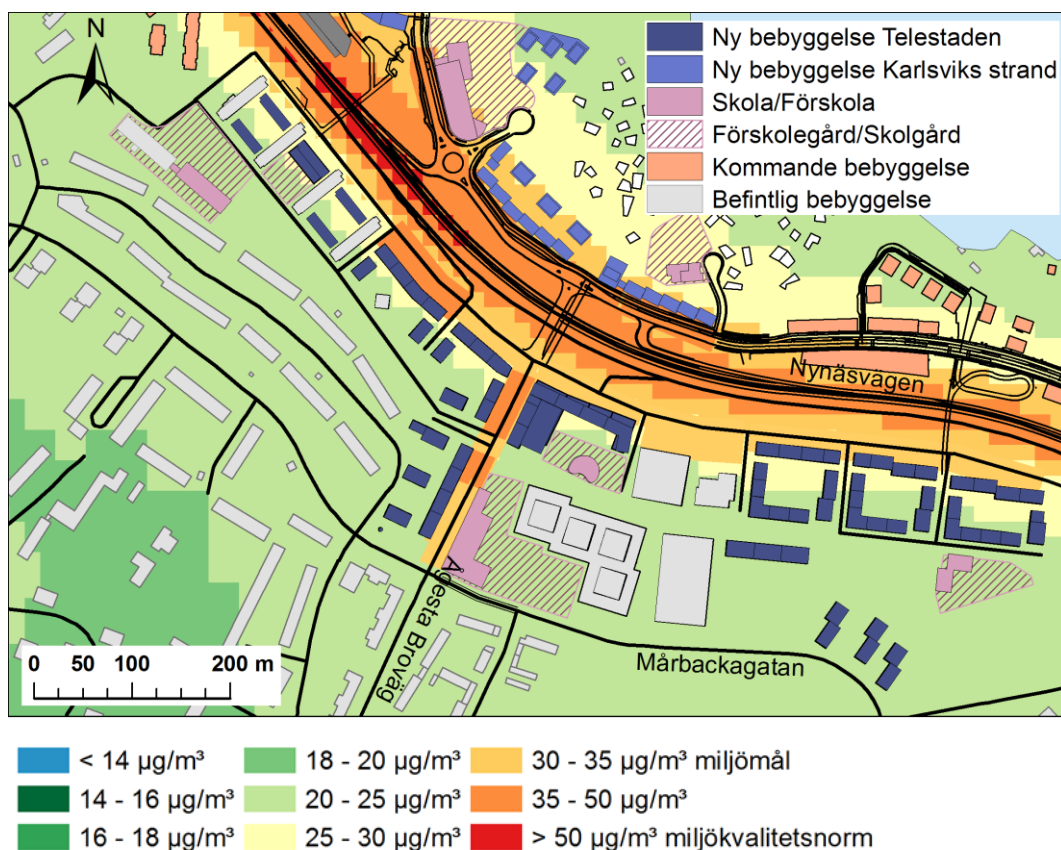 N
Ny bebyggelse Telestaden
Ny bebyggelse Karlsviks strand
Skola/Förskola
Förskolegård/Skolgård
Kommande bebyggelse
Befintlig bebyggelse
Nynäsvägen
Ågesta Broväg
Mårbackagatan
0 50 100 200 m
< 14 µg/m³
14 - 16 µg/m³
16 - 18 µg/m³
18 - 20 µg/m³
20 - 25 µg/m³
25 - 30 µg/m³
30 - 35 µg/m³ miljömål
35 - 50 µg/m³
> 50 µg/m³ miljökvalitetsnorm